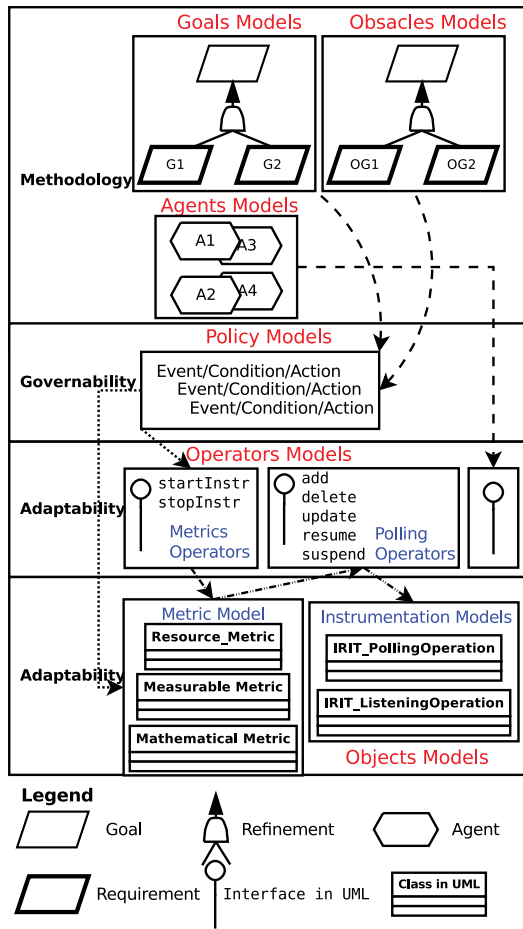 Goals Models
Obsacles Models
G1
G2
OG1
OG2
Methodology
Agents Models
A1
A3
A2
A4
Policy Models
Governability
Event/Condition/Action
Event/Condition/Action
Event/Condition/Action
Operators Models
Adaptability
startInstr
stopInstr
Metrics
Operators
add
delete
update
resume
suspend
Polling
Operators
Adaptability
Metric Model
Resource_Metric
Measurable Metric
Mathematical Metric
Instrumentation Models
IRIT_PollingOperation
IRIT_ListeningOperation
Objects Models
Legend
Goal
Refinement
Agent
Requirement
Interface in UML
Class in UML